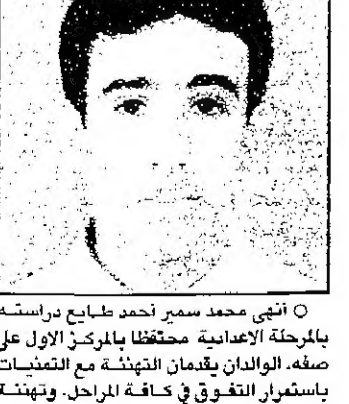 ○ أنهى محمد سمير أحمد طايع دراسته
بالمرحلة الاعدادية محتفظا بالمركز الاول على
صفه. الوالدان يقدمان التهنئة مع التمنيات
باستمرار التفوق في كافة المراحل. وتهنئة